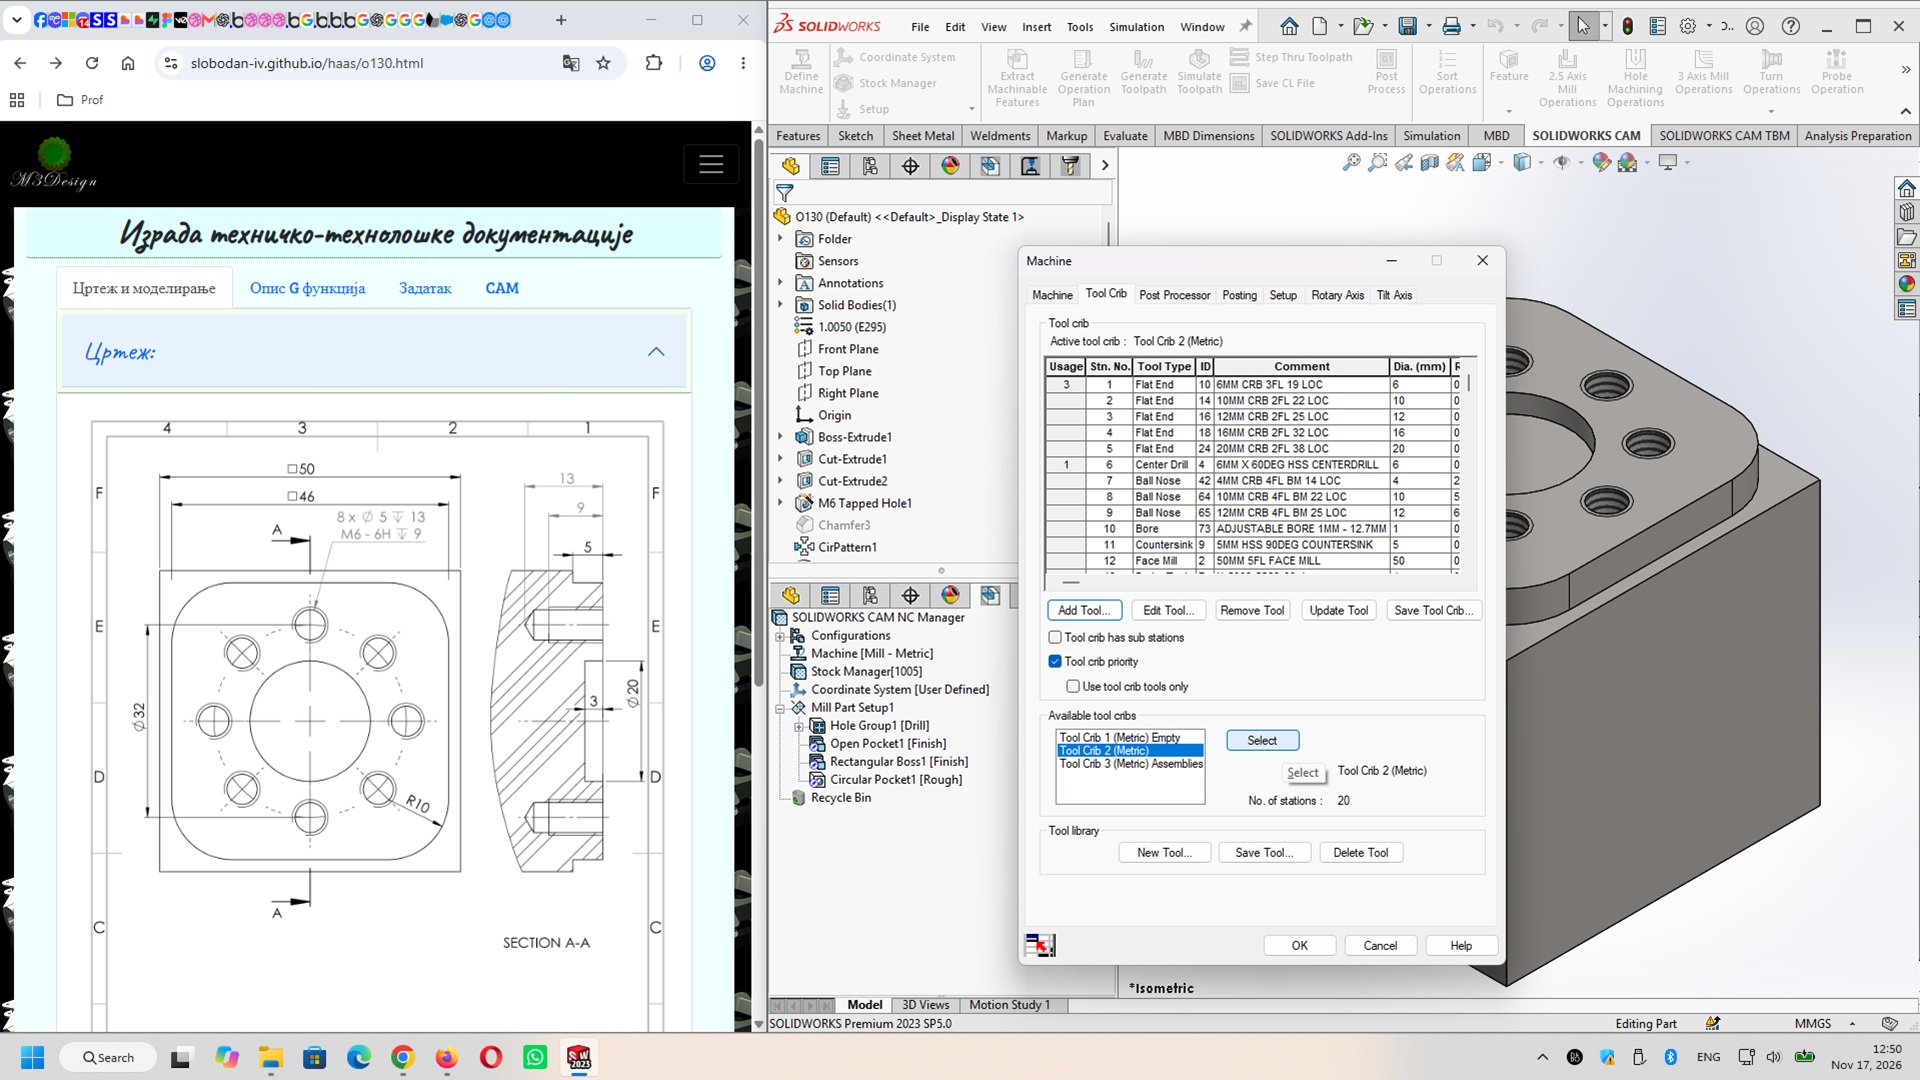 slobodan-iv.github.io/haas/o130.html
Prof
M3Design
Израда техничко-технолошке документације
Цртеж и моделирање
Опис G функција
Задатак
CAM
Цртеж:
4 3 2 1
□50
□46
13
9
5
F F
8 x ∅ 5 ↧ 13
M6 - 6H ↧ 9
A
E E
∅32
3
∅20
D D
R10
A
C C
SECTION A-A
SOLIDWORKS
File Edit View Insert Tools Simulation Window
Define Machine
Coordinate System
Stock Manager
Setup
Extract Machinable Features
Generate Operation Plan
Generate Toolpath
Simulate Toolpath
Step Thru Toolpath
Save CL File
Post Process
Sort Operations
Feature
2.5 Axis Mill Operations
Hole Machining Operations
3 Axis Mill Operations
Turn Operations
Probe Operation
Features Sketch Sheet Metal Weldments Markup Evaluate MBD Dimensions SOLIDWORKS Add-Ins Simulation MBD SOLIDWORKS CAM SOLIDWORKS CAM TBM Analysis Preparation
O130 (Default) <<Default>_Display State 1>
Folder
Sensors
Annotations
Solid Bodies(1)
1.0050 (E295)
Front Plane
Top Plane
Right Plane
Origin
Boss-Extrude1
Cut-Extrude1
Cut-Extrude2
M6 Tapped Hole1
Chamfer3
CirPattern1
SOLIDWORKS CAM NC Manager
Configurations
Machine [Mill - Metric]
Stock Manager[1005]
Coordinate System [User Defined]
Mill Part Setup1
Hole Group1 [Drill]
Open Pocket1 [Finish]
Rectangular Boss1 [Finish]
Circular Pocket1 [Rough]
Recycle Bin
Machine
Machine Tool Crib Post Processor Posting Setup Rotary Axis Tilt Axis
Tool crib
Active tool crib : Tool Crib 2 (Metric)
Usage Stn. No. Tool Type ID Comment Dia. (mm) R
3 1 Flat End 10 6MM CRB 3FL 19 LOC 6 0
2 Flat End 14 10MM CRB 2FL 22 LOC 10 0
3 Flat End 16 12MM CRB 2FL 25 LOC 12 0
4 Flat End 18 16MM CRB 2FL 32 LOC 16 0
5 Flat End 24 20MM CRB 2FL 38 LOC 20 0
1 6 Center Drill 4 6MM X 60DEG HSS CENTERDRILL 6 0
7 Ball Nose 42 4MM CRB 4FL BM 14 LOC 4 2
8 Ball Nose 64 10MM CRB 4FL BM 22 LOC 10 5
9 Ball Nose 65 12MM CRB 4FL BM 25 LOC 12 6
10 Bore 73 ADJUSTABLE BORE 1MM - 12.7MM 1 0
11 Countersink 9 5MM HSS 90DEG COUNTERSINK 5 0
12 Face Mill 2 50MM 5FL FACE MILL 50 0
Add Tool... Edit Tool... Remove Tool Update Tool Save Tool Crib...
Tool crib has sub stations
Tool crib priority
Use tool crib tools only
Available tool cribs
Tool Crib 1 (Metric) Empty
Tool Crib 2 (Metric)
Tool Crib 3 (Metric) Assemblies
Select
Select
Tool Crib 2 (Metric)
No. of stations : 20
Tool library
New Tool... Save Tool... Delete Tool
OK Cancel Help
*Isometric
Model 3D Views Motion Study 1
SOLIDWORKS Premium 2023 SP5.0
Editing Part
MMGS
Search
ENG
12:50
Nov 17, 2026